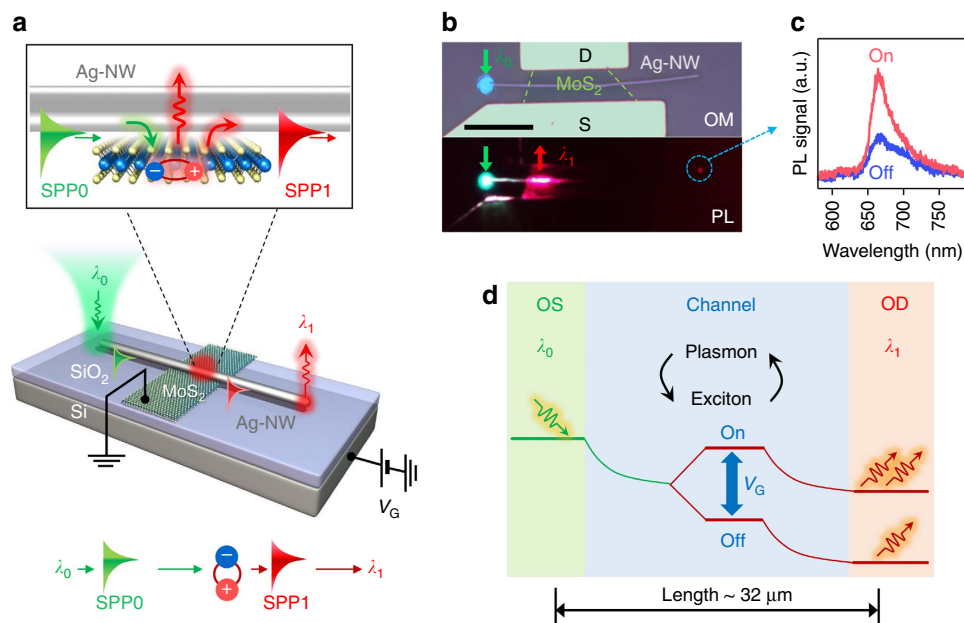 a
Ag-NW
SPP0
−
+
SPP1
λ0
λ1
SiO2
MoS2
Si
Ag-NW
VG
λ0
−
+
λ1
SPP0
SPP1
b
λ0
D
Ag-NW
MoS2
S
OM
λ1
PL
c
PL signal (a.u.)
On
Off
600
650
700
750
Wavelength (nm)
d
OS
Channel
OD
λ0
λ1
Plasmon
Exciton
On
VG
Off
Length ~ 32 μm